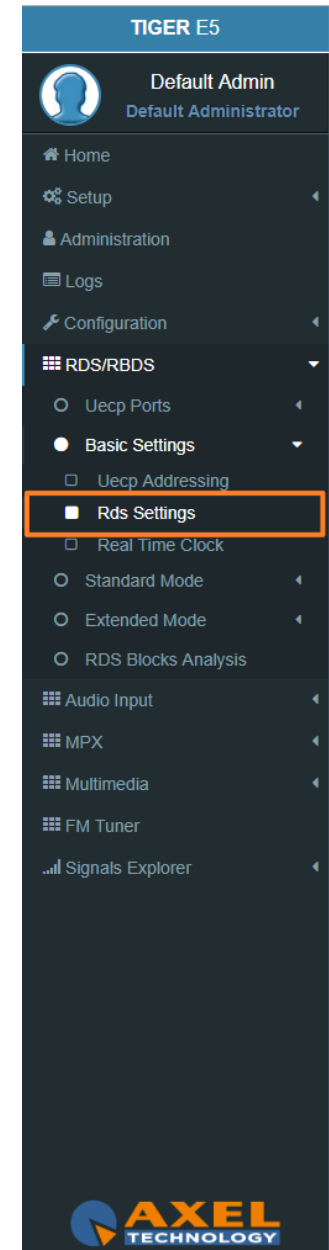 TIGER E5
Default Admin
Default Administrator
Home
Setup
Administration
Logs
Configuration
RDS/RBDS
Uecp Ports
Basic Settings
Uecp Addressing
Rds Settings
Real Time Clock
Standard Mode
Extended Mode
RDS Blocks Analysis
Audio Input
MPX
Multimedia
FM Tuner
Signals Explorer
AXEL
TECHNOLOGY